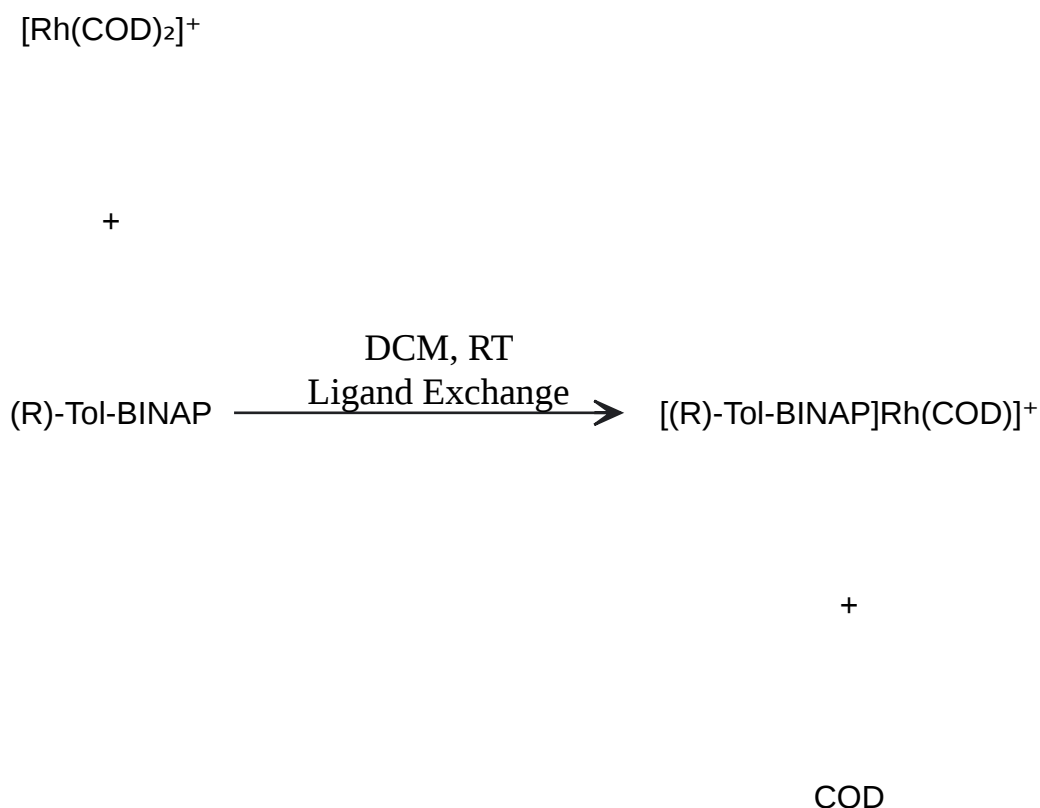 [Rh(COD)₂]⁺
+
DCM, RT
Ligand Exchange
(R)-Tol-BINAP
[(R)-Tol-BINAP]Rh(COD)]⁺
+
COD